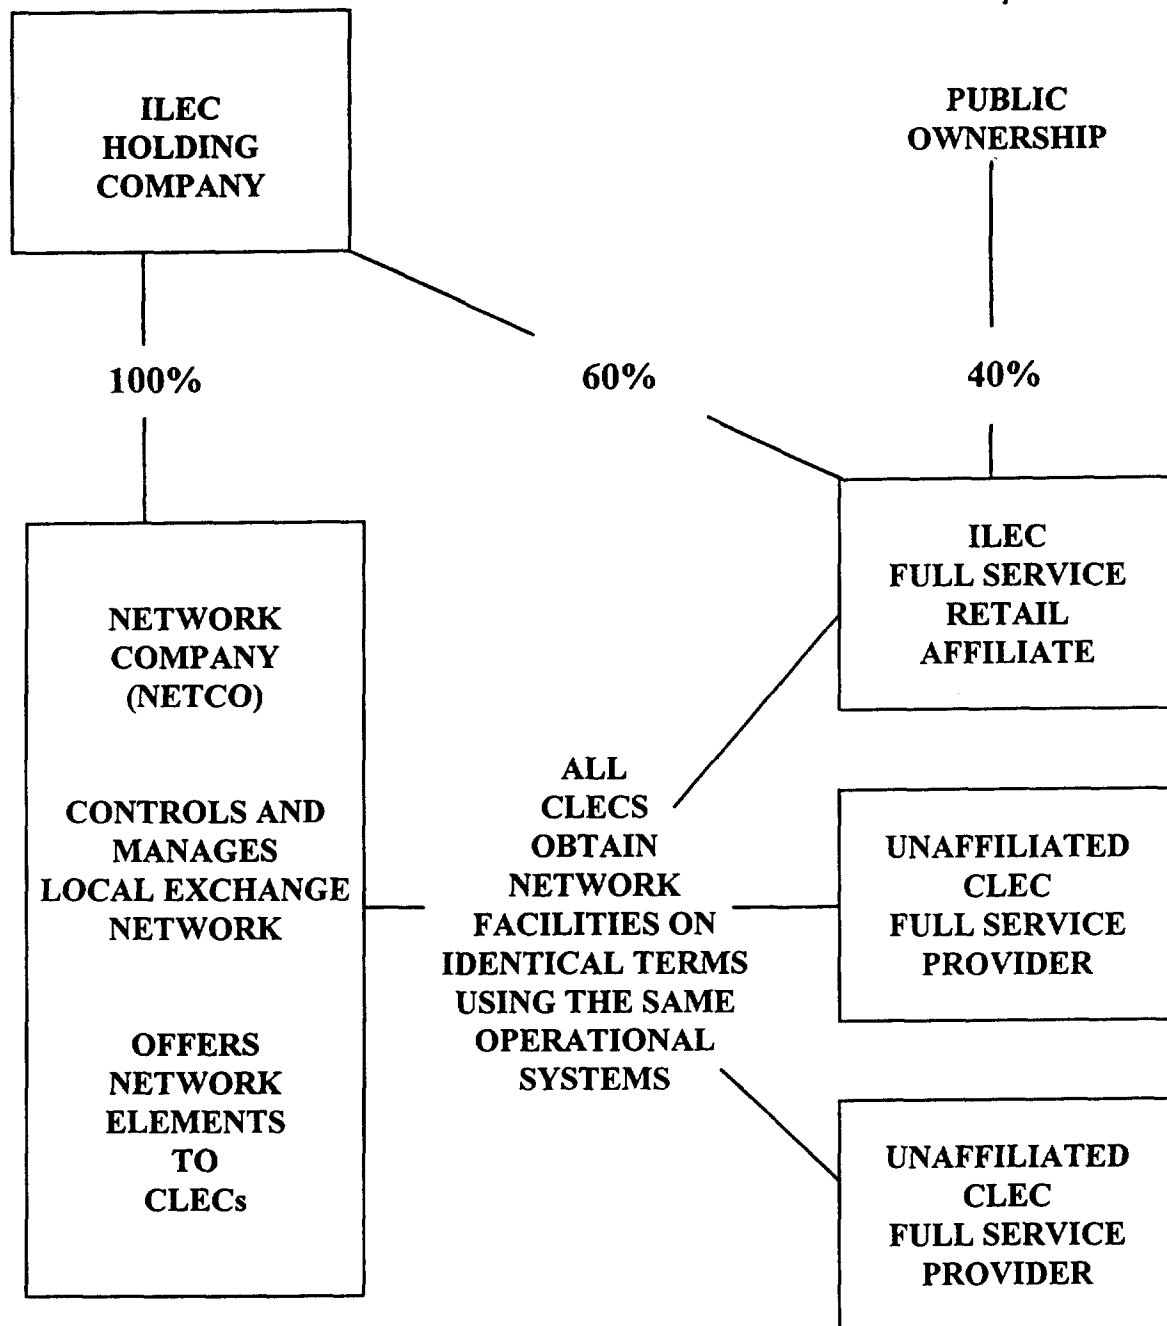 ILEC
HOLDING
COMPANY
PUBLIC
OWNERSHIP
100%
60%
40%
ILEC
FULL SERVICE
RETAIL
AFFILIATE
NETWORK
COMPANY
(NETCO)
CONTROLS AND
MANAGES
LOCAL EXCHANGE
NETWORK
OFFERS
NETWORK
ELEMENTS
TO
CLECs
ALL
CLECS
OBTAIN
NETWORK
FACILITIES ON
IDENTICAL TERMS
USING THE SAME
OPERATIONAL
SYSTEMS
UNAFFILIATED
CLEC
FULL SERVICE
PROVIDER
UNAFFILIATED
CLEC
FULL SERVICE
PROVIDER